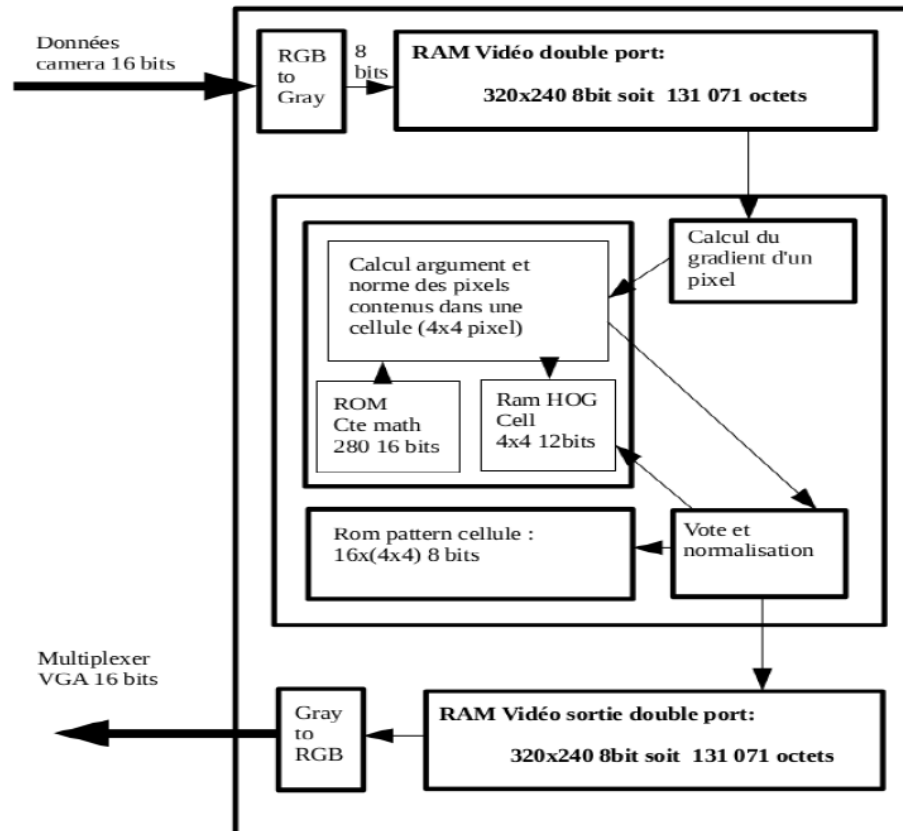 Données
camera 16 bits
RGB
to
Gray
8
bits
RAM Vidéo double port:
320x240 8bit soit 131 071 octets
Calcul argument et
norme des pixels
contenus dans une
cellule (4x4 pixel)
Calcul du
gradient d'un
pixel
ROM
Cte math
280 16 bits
Ram HOG
Cell
4x4 12bits
Rom pattern cellule :
16x(4x4) 8 bits
Vote et
normalisation
Multiplexer
VGA 16 bits
Gray
to
RGB
RAM Vidéo sortie double port:
320x240 8bit soit 131 071 octets